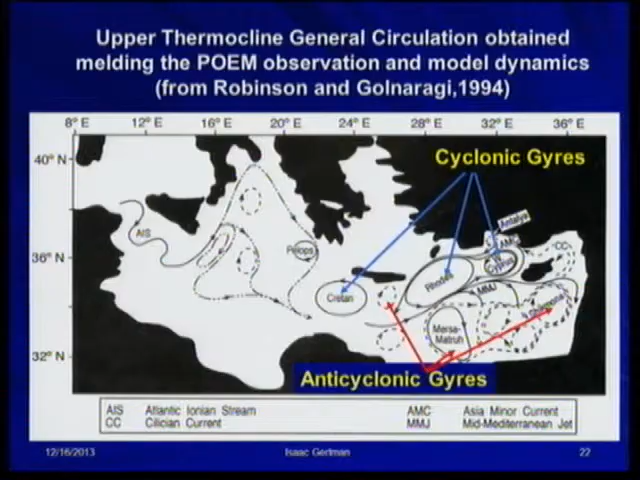 Upper Thermocline General Circulation obtained
melding the POEM observation and model dynamics
(from Robinson and Golnaragi,1994)
8° E 12° E 16° E 20° E 24° E 28° E 32° E 36° E
40° N
Cyclonic Gyres
Antalya
AIS
AMC
CC
Pelops
36° N
Cyprus
Rhodes
MMJ
Cretan
Shikmona
Mersa-
Matruh
32° N
Anticyclonic Gyres
AIS Atlantic Ionian Stream AMC Asia Minor Current
CC Cilician Current MMJ Mid-Mediterranean Jet
12/16/2013 Isaac Gertman 22